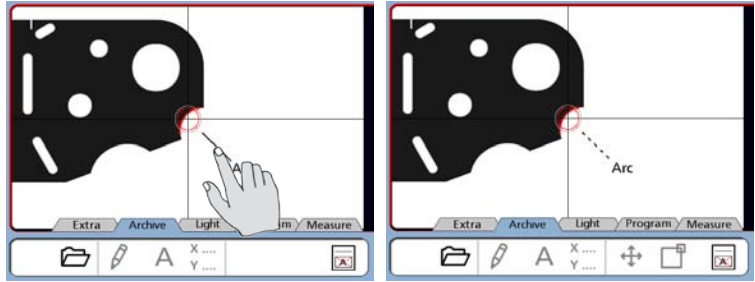 A
Extra Archive Light m Measure
A X ....
Y ....
A
Arc
Extra Archive Light Program Measure
A X ....
Y ....
A